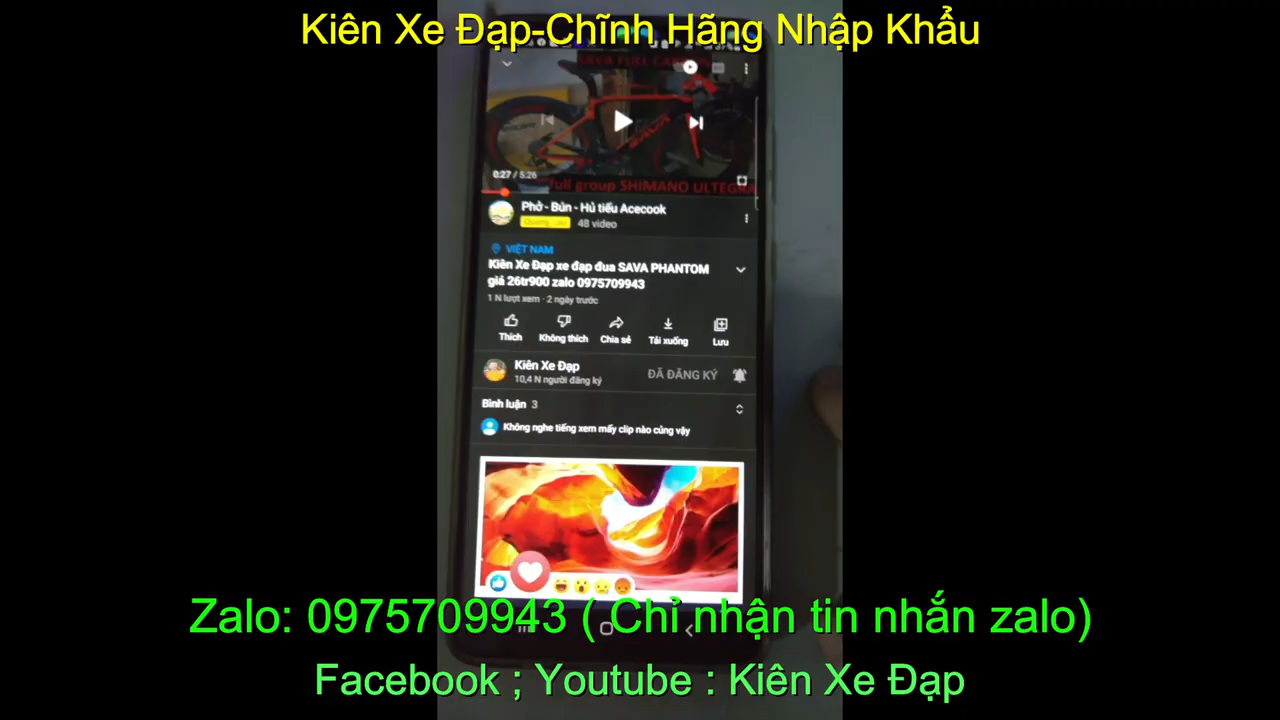 Kiên Xe Đạp-Chĩnh Hãng Nhập Khẩu
SAVA FULL CARBON
SAVA
0:27 / 5:26
full group SHIMANO ULTEGRA
Phở - Bún - Hủ tiếu Acecook
48 video
VIỆT NAM
Kiên Xe Đạp xe đạp đua SAVA PHANTOM
giá 26tr900 zalo 0975709943
1 N lượt xem · 2 ngày trước
Thích
Không thích
Chia sẻ
Tải xuống
Lưu
Kiên Xe Đạp
10,4 N người đăng ký
ĐÃ ĐĂNG KÝ
Bình luận 3
Không nghe tiếng xem mấy clip nào cũng vậy
Zalo: 0975709943 ( Chỉ nhận tin nhắn zalo)
Facebook ; Youtube : Kiên Xe Đạp